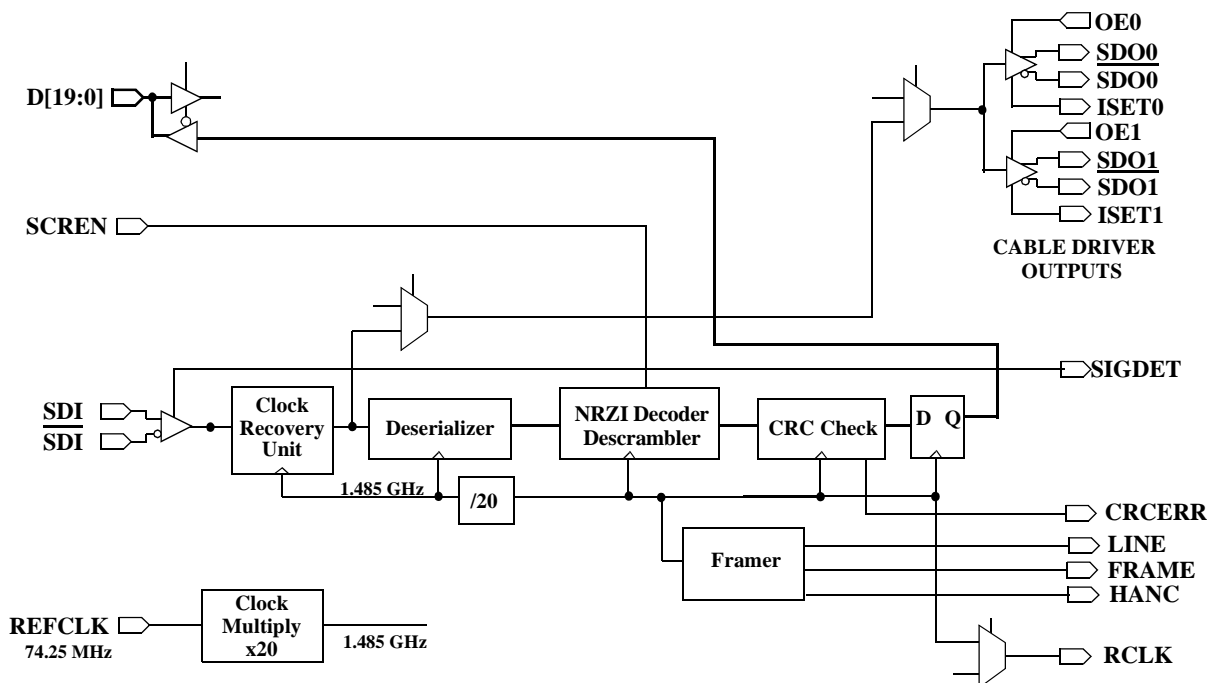 OE0
SDO0
SDO0
ISET0
OE1
SDO1
SDO1
ISET1
CABLE DRIVER
OUTPUTS
D[19:0]
SCREN
SIGDET
SDI
SDI
Clock
Recovery
Unit
Deserializer
NRZI Decoder
Descrambler
CRC Check
D Q
1.485 GHz
/20
CRCERR
LINE
FRAME
HANC
Framer
REFCLK
74.25 MHz
Clock
Multiply
x20
1.485 GHz
RCLK